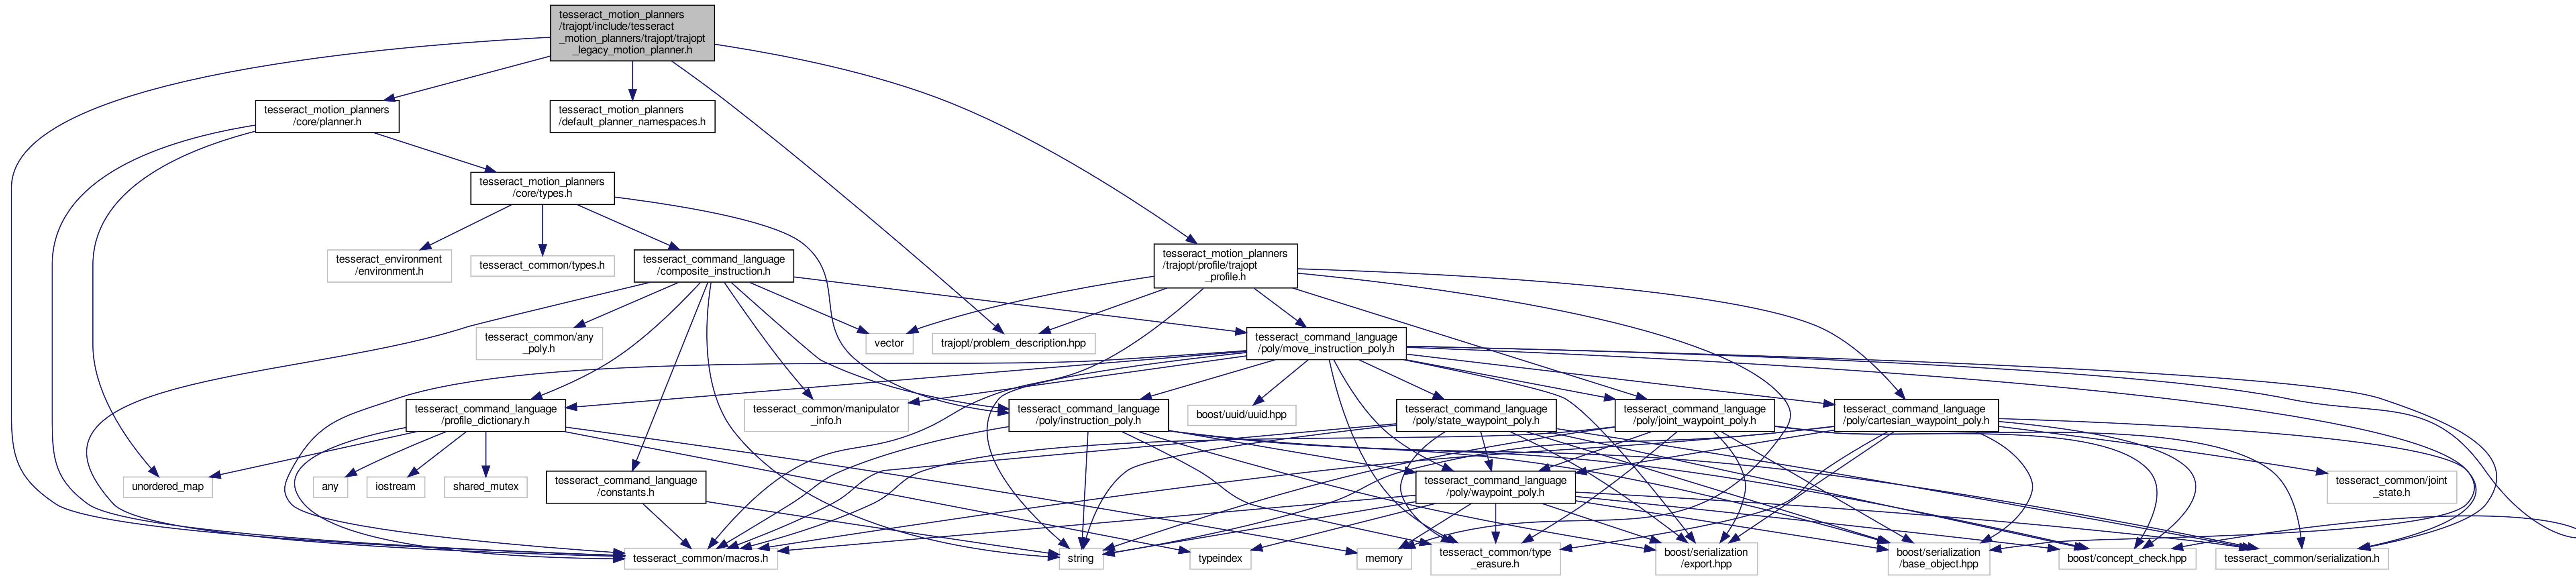 tesseract_motion_planners
/trajopt/include/tesseract
_motion_planners/trajopt/trajopt
_legacy_motion_planner.h
tesseract_motion_planners
/core/planner.h
tesseract_motion_planners
/default_planner_namespaces.h
tesseract_motion_planners
/core/types.h
tesseract_environment
/environment.h
tesseract_common/types.h
tesseract_command_language
/composite_instruction.h
tesseract_motion_planners
/trajopt/profile/trajopt
_profile.h
tesseract_common/any
_poly.h
vector
trajopt/problem_description.hpp
tesseract_command_language
/poly/move_instruction_poly.h
tesseract_command_language
/profile_dictionary.h
tesseract_common/manipulator
_info.h
tesseract_command_language
/poly/instruction_poly.h
boost/uuid/uuid.hpp
tesseract_command_language
/poly/state_waypoint_poly.h
tesseract_command_language
/poly/joint_waypoint_poly.h
tesseract_command_language
/poly/cartesian_waypoint_poly.h
unordered_map
any
iostream
shared_mutex
tesseract_command_language
/constants.h
tesseract_command_language
/poly/waypoint_poly.h
tesseract_common/joint
_state.h
tesseract_common/macros.h
string
typeindex
memory
tesseract_common/type
_erasure.h
boost/serialization
/export.hpp
boost/serialization
/base_object.hpp
boost/concept_check.hpp
tesseract_common/serialization.h